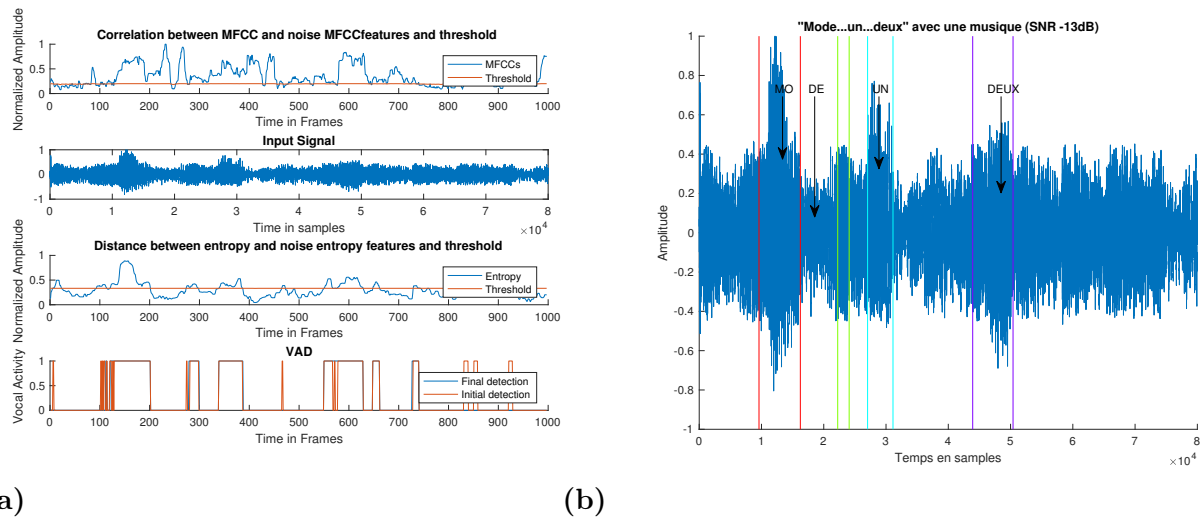 Correlation between MFCC and noise MFCCfeatures and threshold
Normalized Amplitude
1
0.5
0
MFCCs
Threshold
0 100 200 300 400 500 600 700 800 900 1000
Time in Frames
Input Signal
1
0
-1
0 1 2 3 4 5 6 7 8
Time in samples
×10^4
Distance between entropy and noise entropy features and threshold
Normalized Amplitude
1
0.5
0
Entropy
Threshold
0 100 200 300 400 500 600 700 800 900 1000
Time in Frames
VAD
Vocal Activity
1
0.5
0
Final detection
Initial detection
0 100 200 300 400 500 600 700 800 900 1000
Time in Frames
a)
"Mode...un...deux" avec une musique (SNR -13dB)
Amplitude
1
0.8
0.6
0.4
0.2
0
-0.2
-0.4
-0.6
-0.8
-1
MO DE UN DEUX
0 1 2 3 4 5 6 7 8
Temps en samples
×10^4
(b)